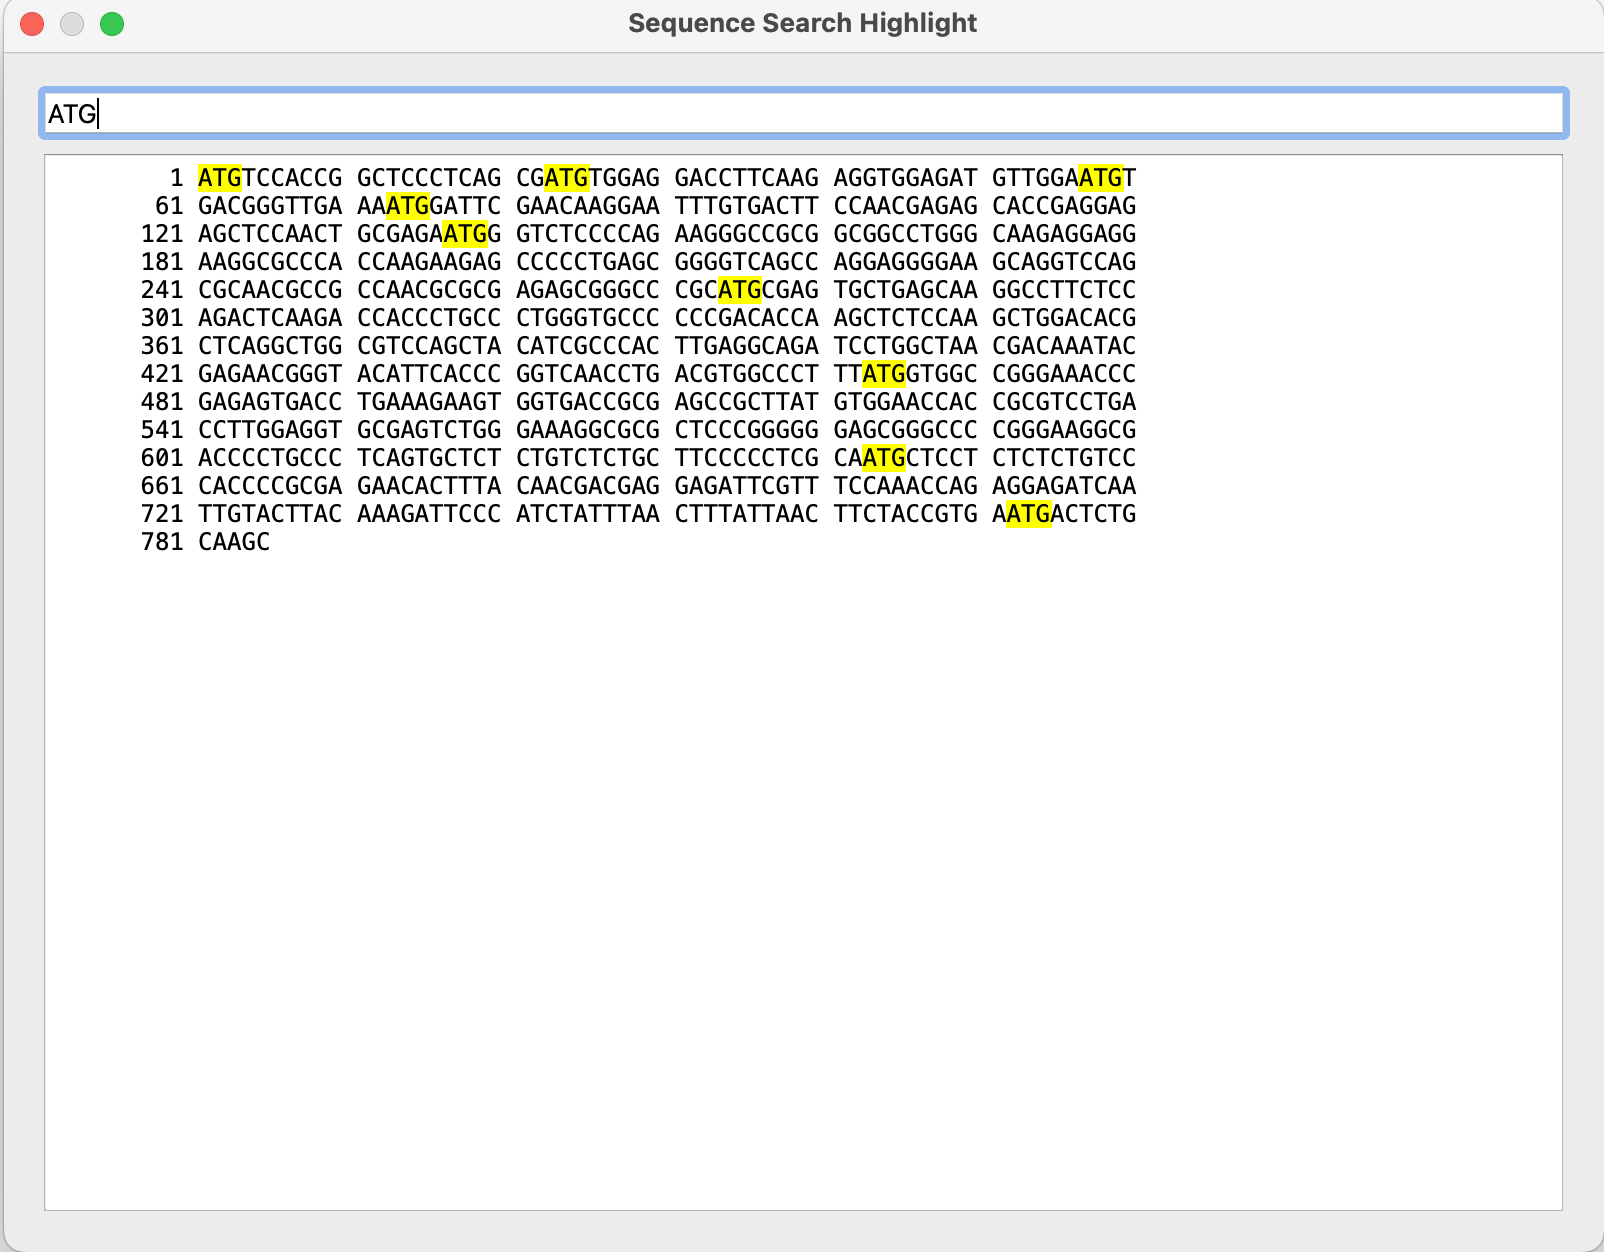 Sequence Search Highlight
ATG
1 ATGTCCACCG GCTCCCTCAG CGATGTGGAG GACCTTCAAG AGGTGGAGAT GTTGGAATGT
61 GACGGGTTGA AAATGGATTC GAACAAGGAA TTTGTGACTT CCAACGAGAG CACCGAGGAG
121 AGCTCCAACT GCGAGAATGG GTCTCCCCAG AAGGGCCGCG GCGGCCTGGG CAAGAGGAGG
181 AAGGCGCCCA CCAAGAAGAG CCCCCTGAGC GGGGTCAGCC AGGAGGGGAA GCAGGTCCAG
241 CGCAACGCCG CCAACGCGCG AGAGCGGGCC CGCATGCGAG TGCTGAGCAA GGCCTTCTCC
301 AGACTCAAGA CCACCCTGCC CTGGGTGCCC CCCGACACCA AGCTCTCCAA GCTGGACACG
361 CTCAGGCTGG CGTCCAGCTA CATCGCCCAC TTGAGGCAGA TCCTGGCTAA CGACAAATAC
421 GAGAACGGGT ACATTCACCC GGTCAACCTG ACGTGGCCCT TTATGGTGGC CGGGAAACCC
481 GAGAGTGACC TGAAAGAAGT GGTGACCGCG AGCCGCTTAT GTGGAACCAC CGCGTCCTGA
541 CCTTGGAGGT GCGAGTCTGG GAAAGGCGCG CTCCCGGGGG GAGCGGGCCC CGGGAAGGCG
601 ACCCCTGCCC TCAGTGCTCT CTGTCTCTGC TTCCCCCTCG CAATGCTCCT CTCTCTGTCC
661 CACCCCGCGA GAACACTTTA CAACGACGAG GAGATTCGTT TCCAAACCAG AGGAGATCAA
721 TTGTACTTAC AAAGATTCCC ATCTATTTAA CTTTATTAAC TTCTACCGTG AATGACTCTG
781 CAAGC